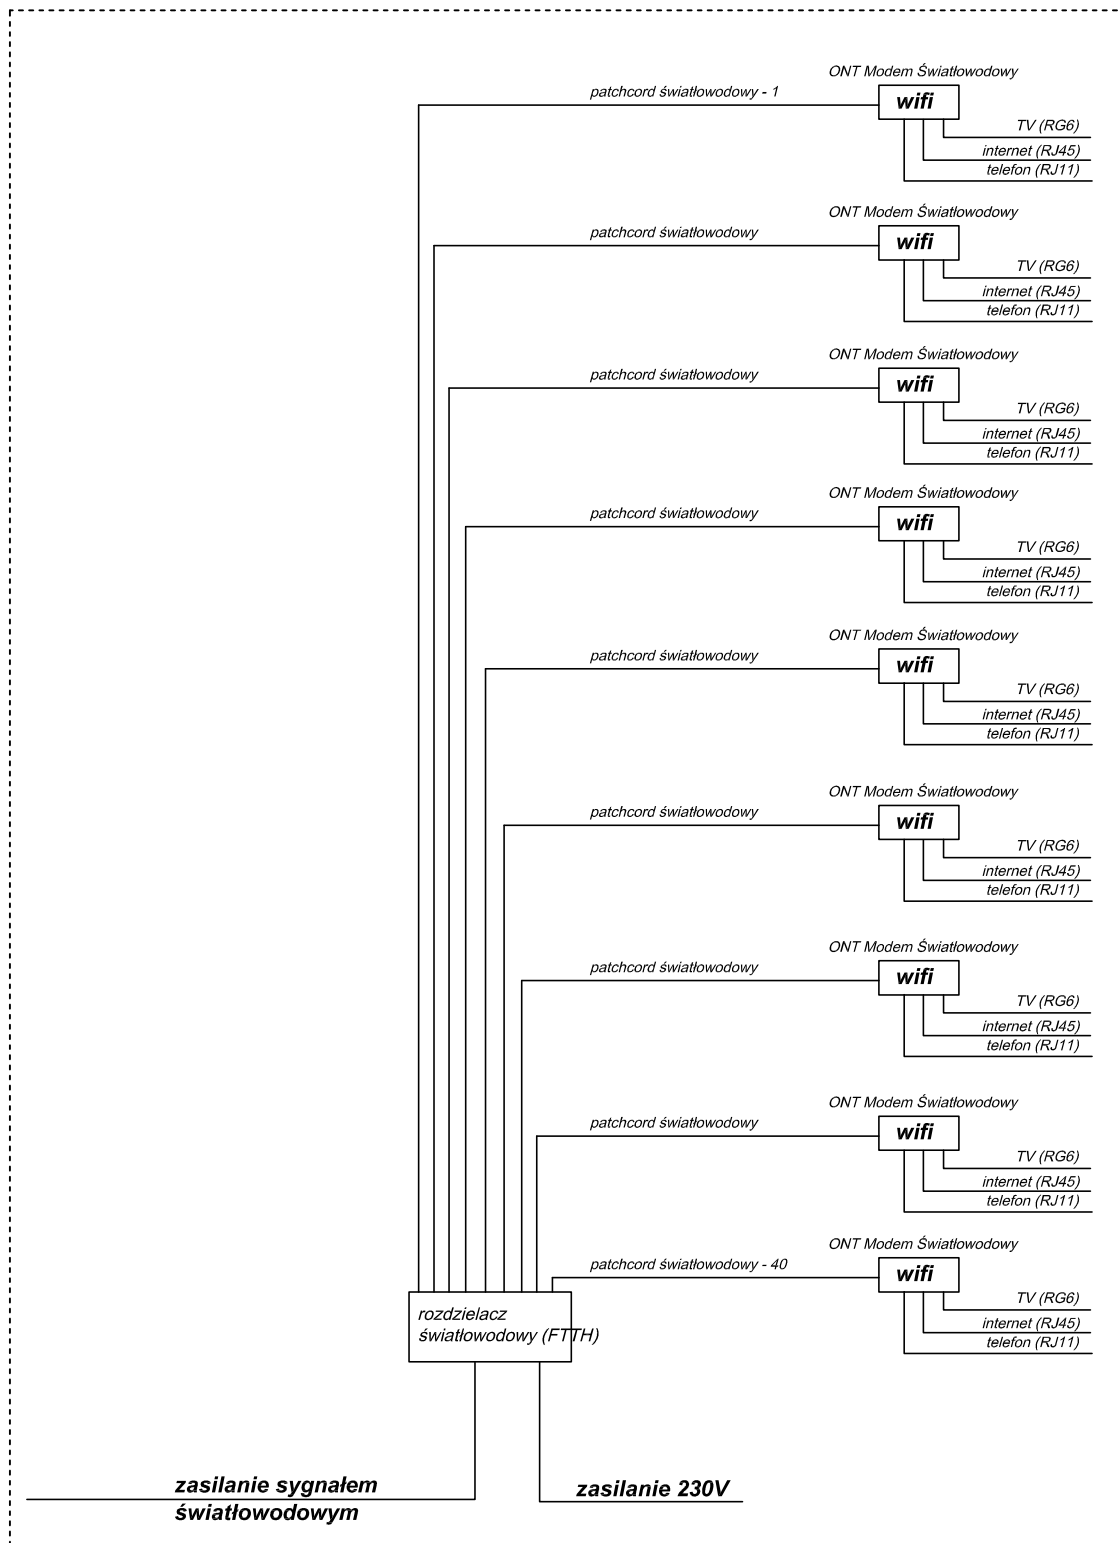 ONT Modem Światłowodowy
patchcord światłowodowy - 1
wifi
TV (RG6)
internet (RJ45)
telefon (RJ11)
ONT Modem Światłowodowy
patchcord światłowodowy
wifi
TV (RG6)
internet (RJ45)
telefon (RJ11)
ONT Modem Światłowodowy
patchcord światłowodowy
wifi
TV (RG6)
internet (RJ45)
telefon (RJ11)
ONT Modem Światłowodowy
patchcord światłowodowy
wifi
TV (RG6)
internet (RJ45)
telefon (RJ11)
ONT Modem Światłowodowy
patchcord światłowodowy
wifi
TV (RG6)
internet (RJ45)
telefon (RJ11)
ONT Modem Światłowodowy
patchcord światłowodowy
wifi
TV (RG6)
internet (RJ45)
telefon (RJ11)
ONT Modem Światłowodowy
patchcord światłowodowy
wifi
TV (RG6)
internet (RJ45)
telefon (RJ11)
ONT Modem Światłowodowy
patchcord światłowodowy
wifi
TV (RG6)
internet (RJ45)
telefon (RJ11)
ONT Modem Światłowodowy
patchcord światłowodowy - 40
wifi
TV (RG6)
internet (RJ45)
telefon (RJ11)
rozdzielacz
światłowodowy (FTTH)
zasilanie sygnałem
światłowodowym
zasilanie 230V